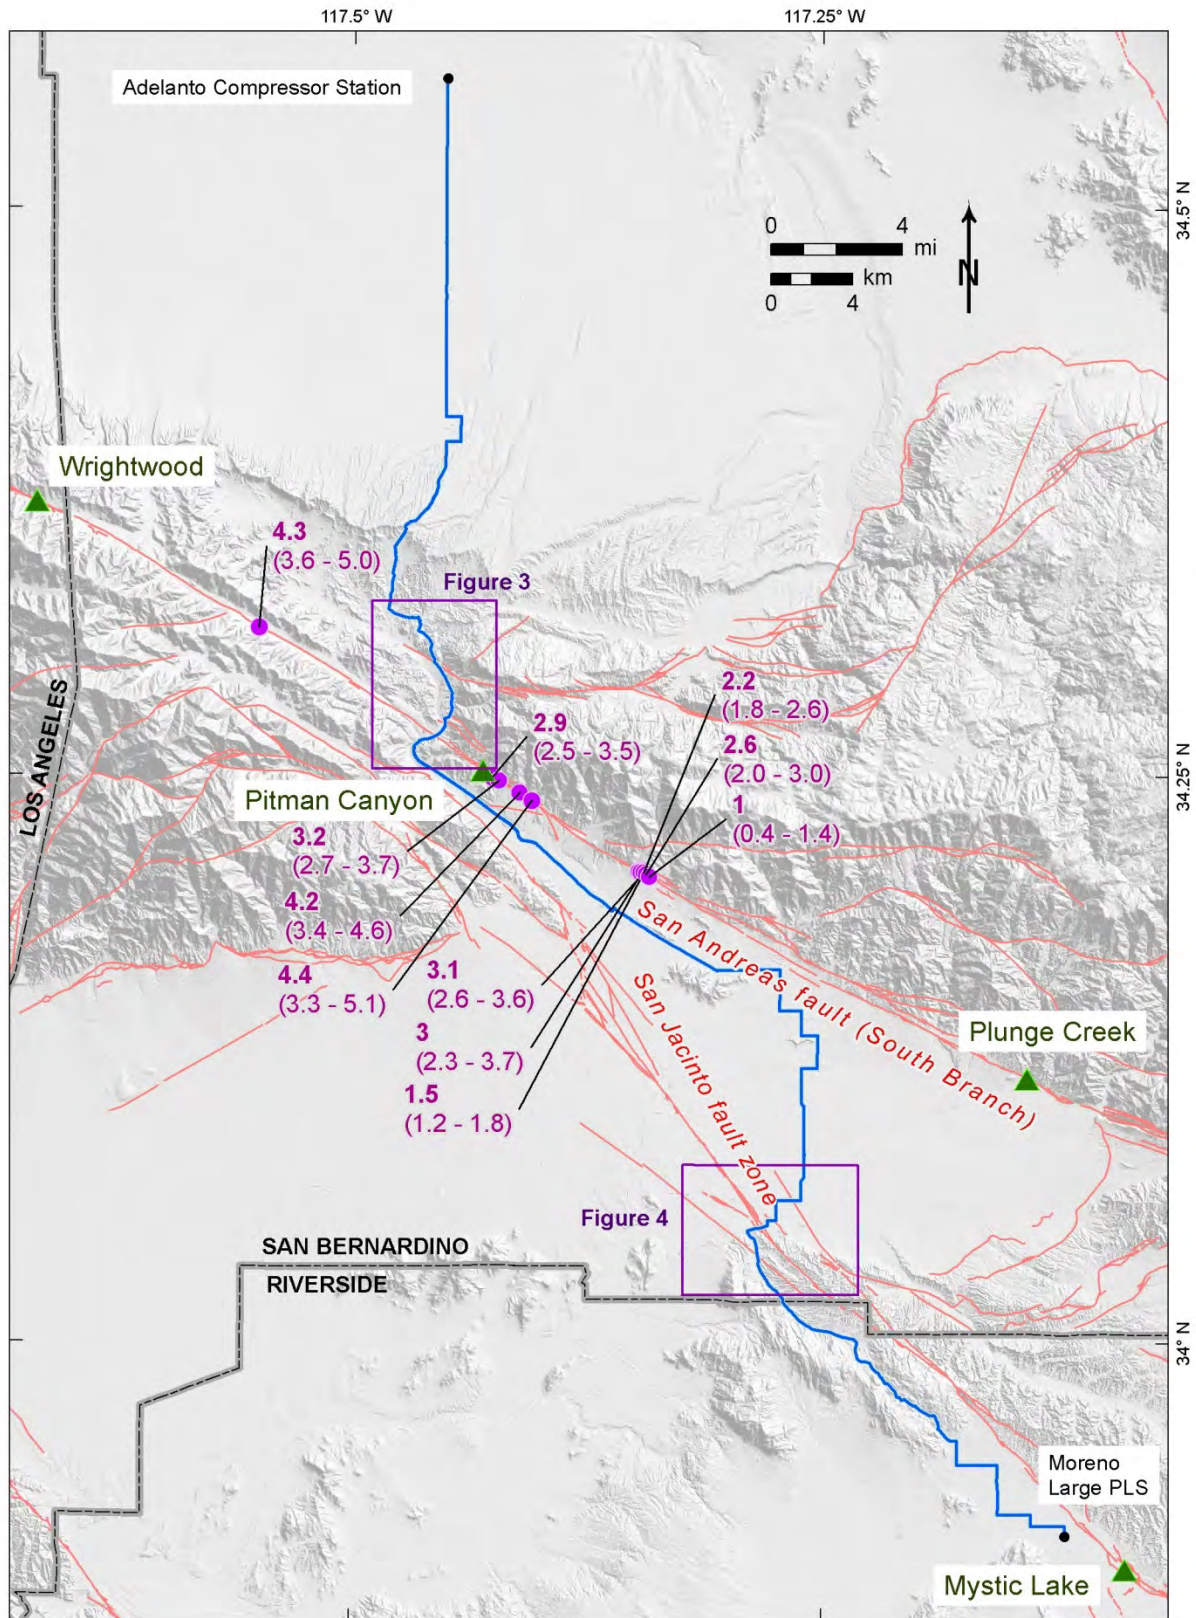 117.5° W
117.25° W
Adelanto Compressor Station
34.5° N
0 4
mi
km
0 4
N
Wrightwood
4.3
(3.6 - 5.0)
Figure 3
2.2
(1.8 - 2.6)
2.9
(2.5 - 3.5)
2.6
(2.0 - 3.0)
34.25° N
Pitman Canyon
1
(0.4 - 1.4)
LOS ANGELES
3.2
(2.7 - 3.7)
4.2
(3.4 - 4.6)
4.4
(3.3 - 5.1)
3.1
(2.6 - 3.6)
3
(2.3 - 3.7)
1.5
(1.2 - 1.8)
San Andreas fault (South Branch)
San Jacinto fault zone
Plunge Creek
Figure 4
SAN BERNARDINO
RIVERSIDE
34° N
Moreno
Large PLS
Mystic Lake